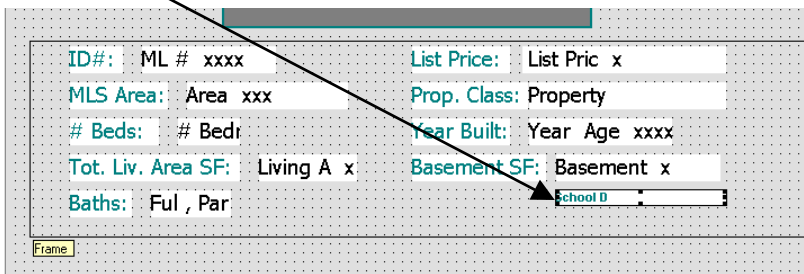 ID#: ML # xxxx List Price: List Pric x
MLS Area: Area xxx Prop. Class: Property
# Beds: # Bedr Year Built: Year Age xxxx
Tot. Liv. Area SF: Living A x Basement SF: Basement x
Baths: Ful , Par School D
Frame